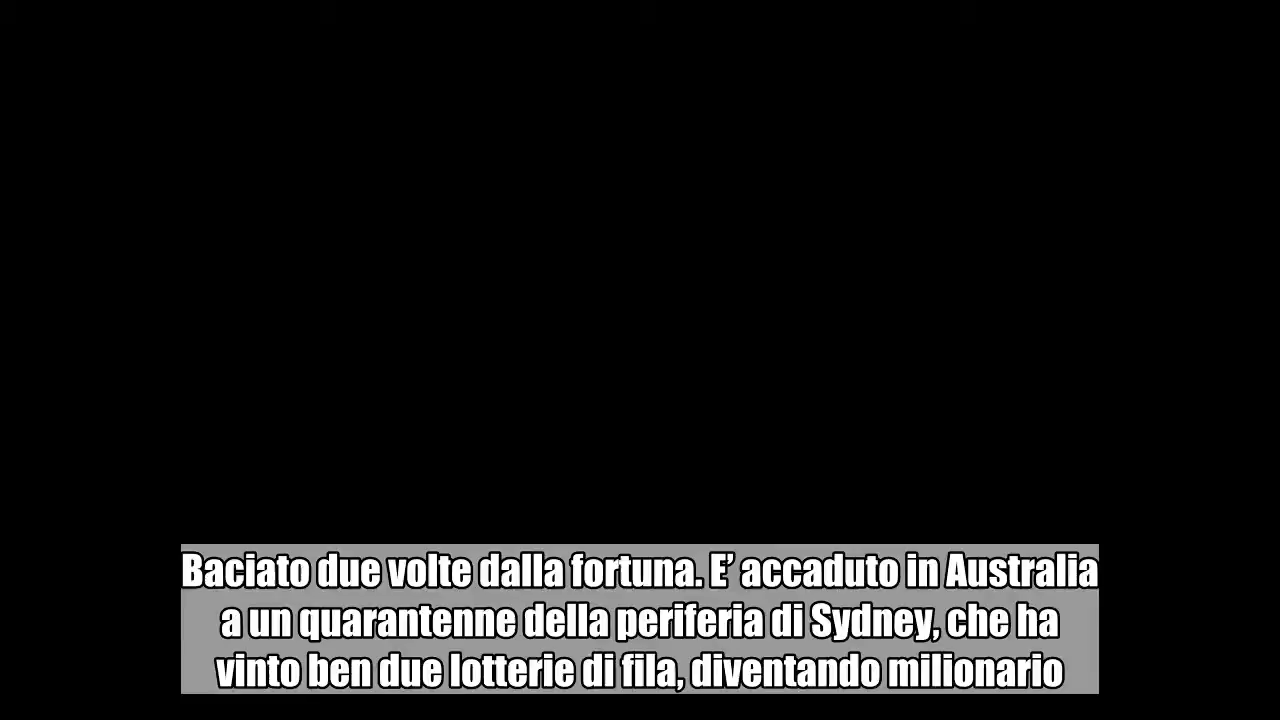 Baciato due volte dalla fortuna. E’ accaduto in Australia
a un quarantenne della periferia di Sydney, che ha
vinto ben due lotterie di fila, diventando milionario